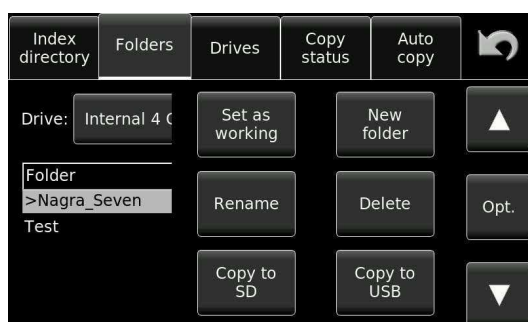 Index
directory
Folders
Drives
Copy
status
Auto
copy
Drive:
Internal 4
Set as
working
New
folder
Folder
>Nagra_Seven
Test
Rename
Delete
Opt.
Copy to
SD
Copy to
USB